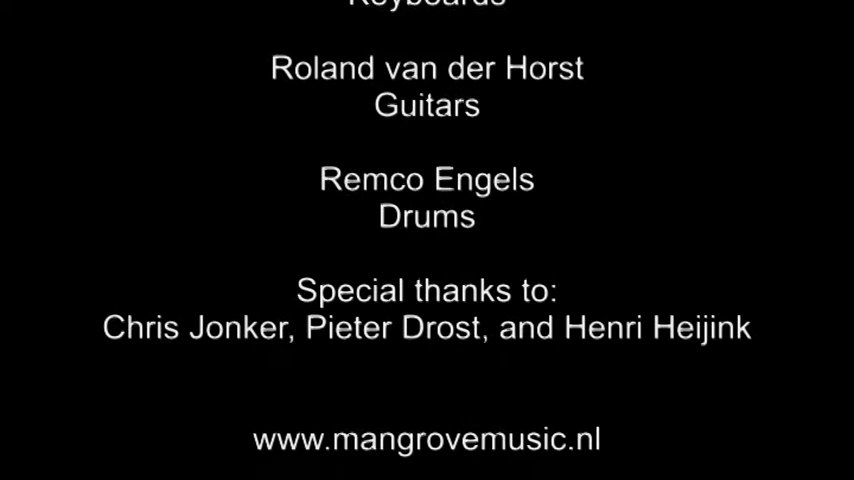 Keyboards
Roland van der Horst
Guitars
Remco Engels
Drums
Special thanks to:
Chris Jonker, Pieter Drost, and Henri Heijink
www.mangrovemusic.nl